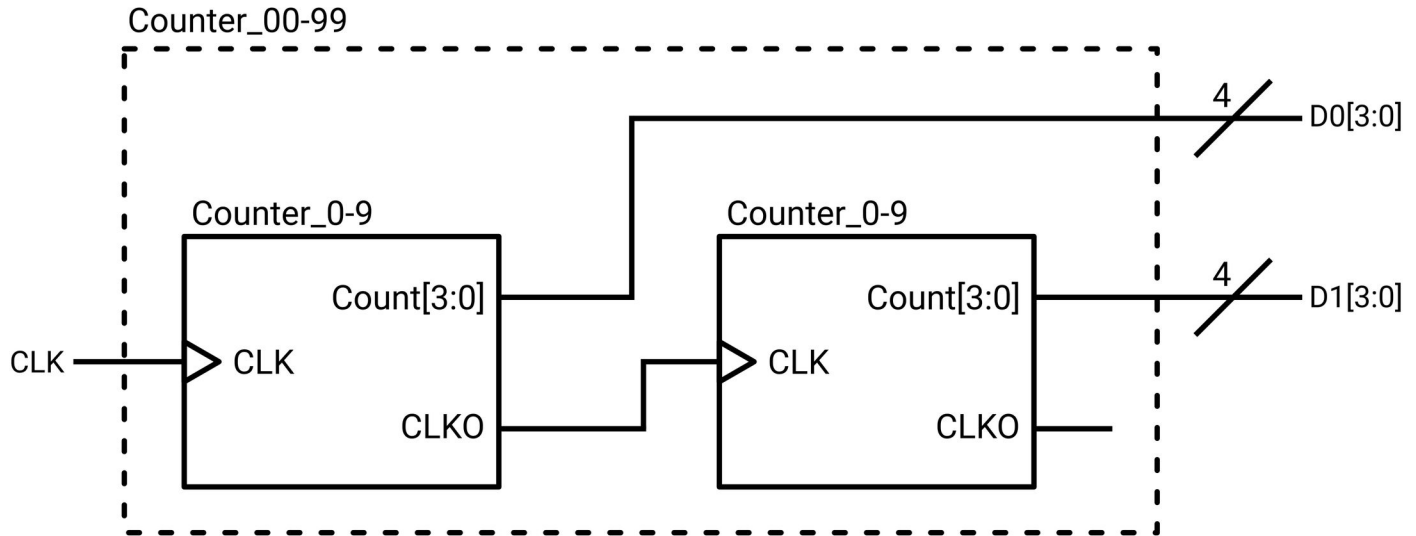 Counter_00-99
4
D0[3:0]
Counter_0-9
Counter_0-9
Count[3:0]
Count[3:0]
4
D1[3:0]
CLK
CLK
CLK
CLKO
CLKO